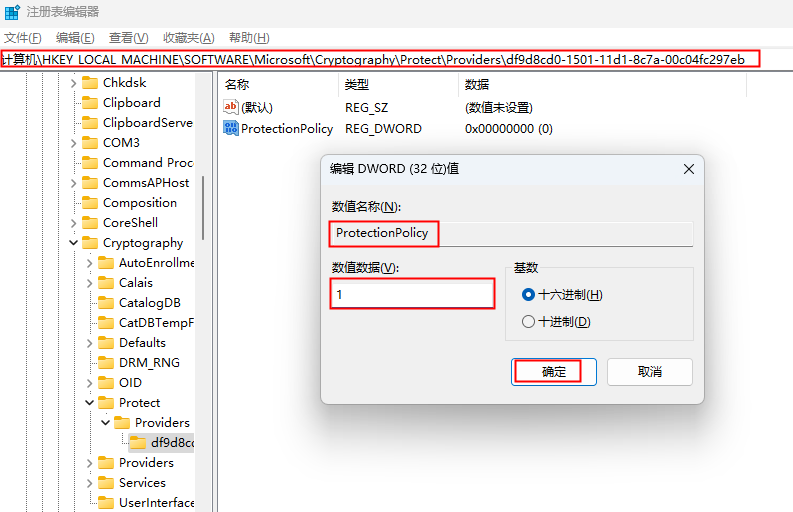 注册表编辑器
文件(F) 编辑(E) 查看(V) 收藏夹(A) 帮助(H)
计算机\HKEY_LOCAL_MACHINE\SOFTWARE\Microsoft\Cryptography\Protect\Providers\df9d8cd0-1501-11d1-8c7a-00c04fc297eb
Chkdsk
Clipboard
ClipboardServe
COM3
Command Proc
CommsAPHost
Composition
CoreShell
Cryptography
AutoEnrollme
Calais
CatalogDB
CatDBTempF
Defaults
DRM_RNG
OID
Protect
Providers
df9d8cd
Providers
Services
UserInterface
名称 类型 数据
ab (默认) REG_SZ (数值未设置)
ProtectionPolicy REG_DWORD 0x00000000 (0)
编辑 DWORD (32 位)值
数值名称(N):
ProtectionPolicy
数值数据(V):
1
基数
十六进制(H)
十进制(D)
确定 取消